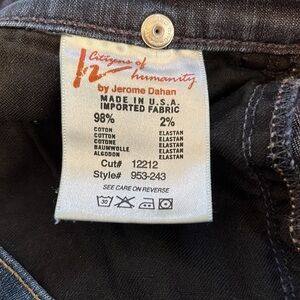 Citizens of
humanity
by Jerome Dahan
MADE IN U.S.A.
IMPORTED FABRIC
98% 2%
COTON ELASTAN
COTTON ELASTAN
COTONE ELASTAN
BAUMWOLLE ELASTAN
ALGODON ELASTAN
Cut# 12212
Style# 953-243
SEE CARE ON REVERSE
30